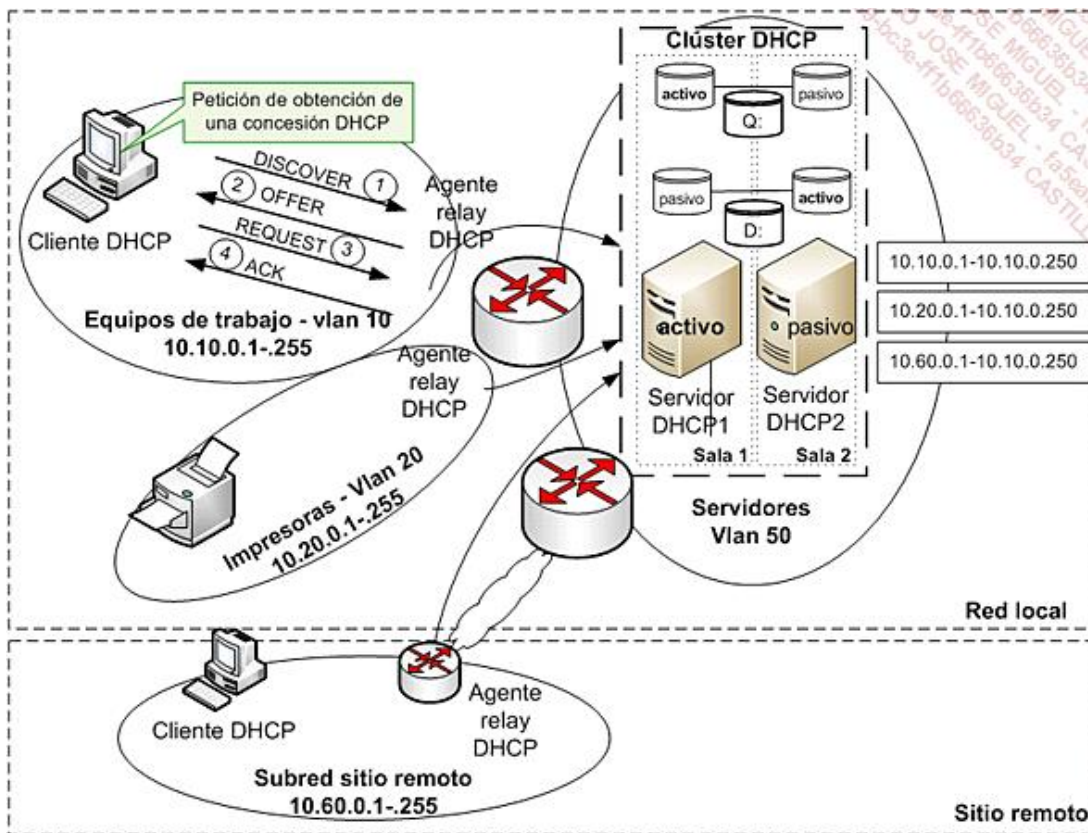 Clúster DHCP
activo
pasivo
Q:
pasivo
activo
D:
Petición de obtención de
una concesión DHCP
DISCOVER 1
2 OFFER
REQUEST 3
4 ACK
Agente
relay
DHCP
Cliente DHCP
Equipos de trabajo - vlan 10
10.10.0.1-.255
Agente
relay
DHCP
activo
pasivo
Servidor
DHCP1
Servidor
DHCP2
Sala 1
Sala 2
10.10.0.1-10.10.0.250
10.20.0.1-10.10.0.250
10.60.0.1-10.10.0.250
Impresoras - Vlan 20
10.20.0.1-.255
Servidores
Vlan 50
Red local
Cliente DHCP
Agente
relay
DHCP
Subred sitio remoto
10.60.0.1-.255
Sitio remoto